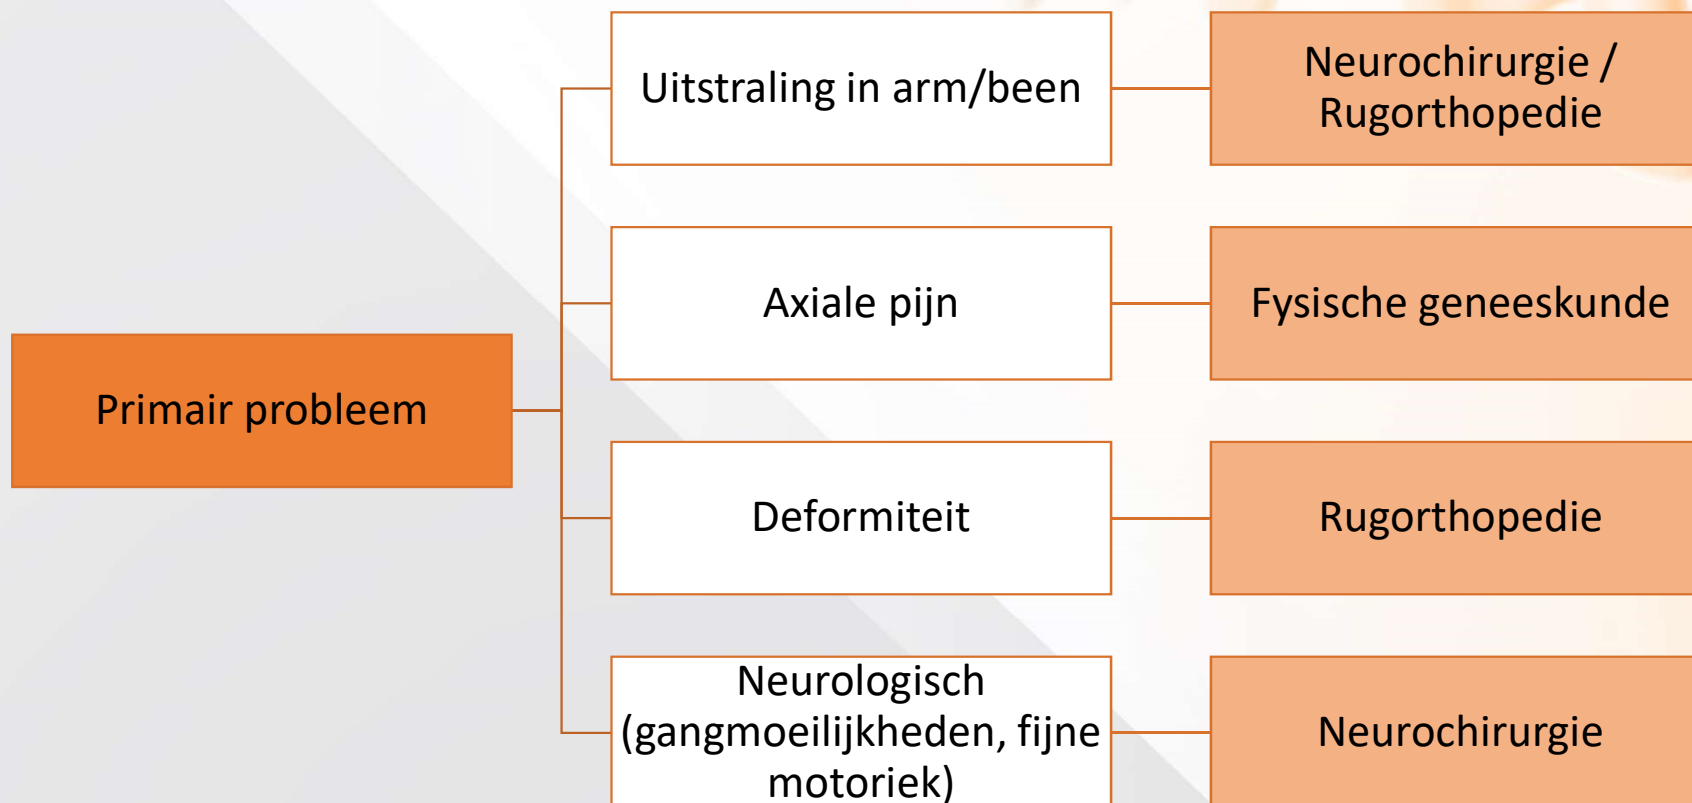 Primair probleem
Uitstraling in arm/been
Neurochirurgie /
Rugorthopedie
Axiale pijn
Fysische geneeskunde
Deformiteit
Rugorthopedie
Neurologisch
(gangmoeilijkheden, fijne
motoriek)
Neurochirurgie